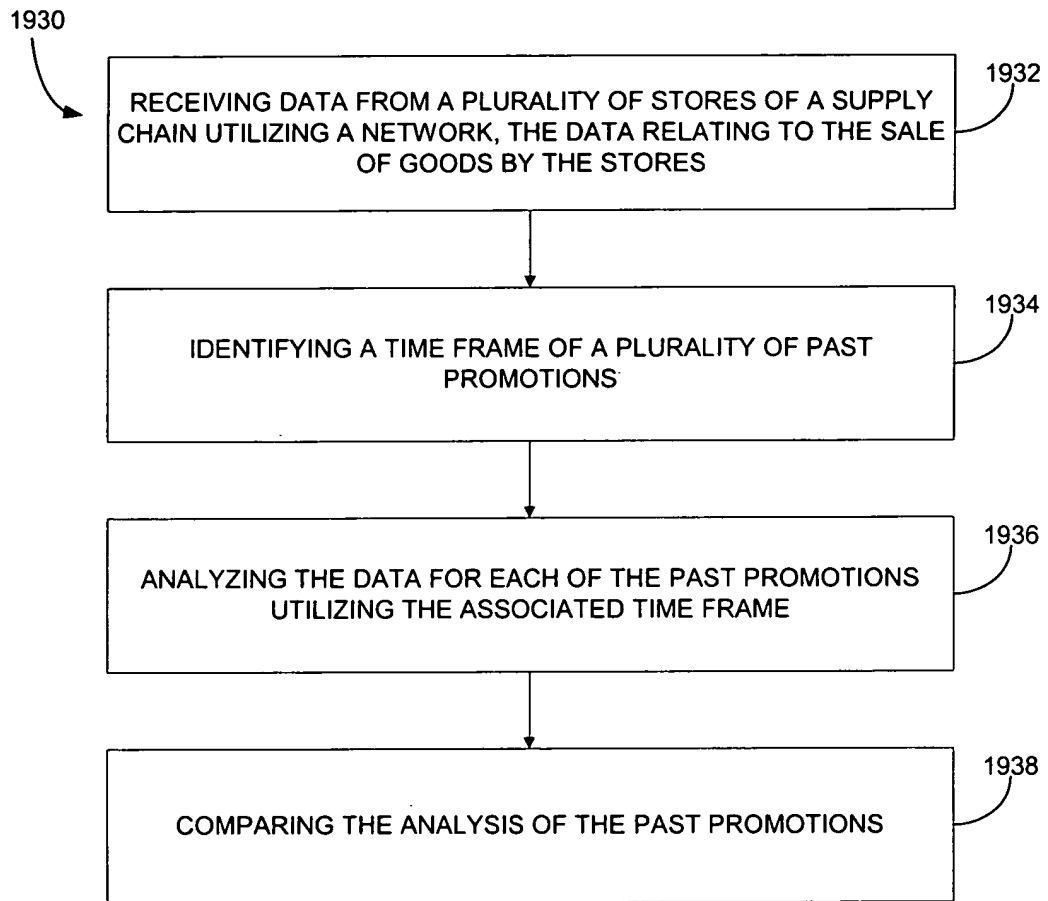 1930
1932
RECEIVING DATA FROM A PLURALITY OF STORES OF A SUPPLY
CHAIN UTILIZING A NETWORK, THE DATA RELATING TO THE SALE
OF GOODS BY THE STORES
1934
IDENTIFYING A TIME FRAME OF A PLURALITY OF PAST
PROMOTIONS
1936
ANALYZING THE DATA FOR EACH OF THE PAST PROMOTIONS
UTILIZING THE ASSOCIATED TIME FRAME
1938
COMPARING THE ANALYSIS OF THE PAST PROMOTIONS